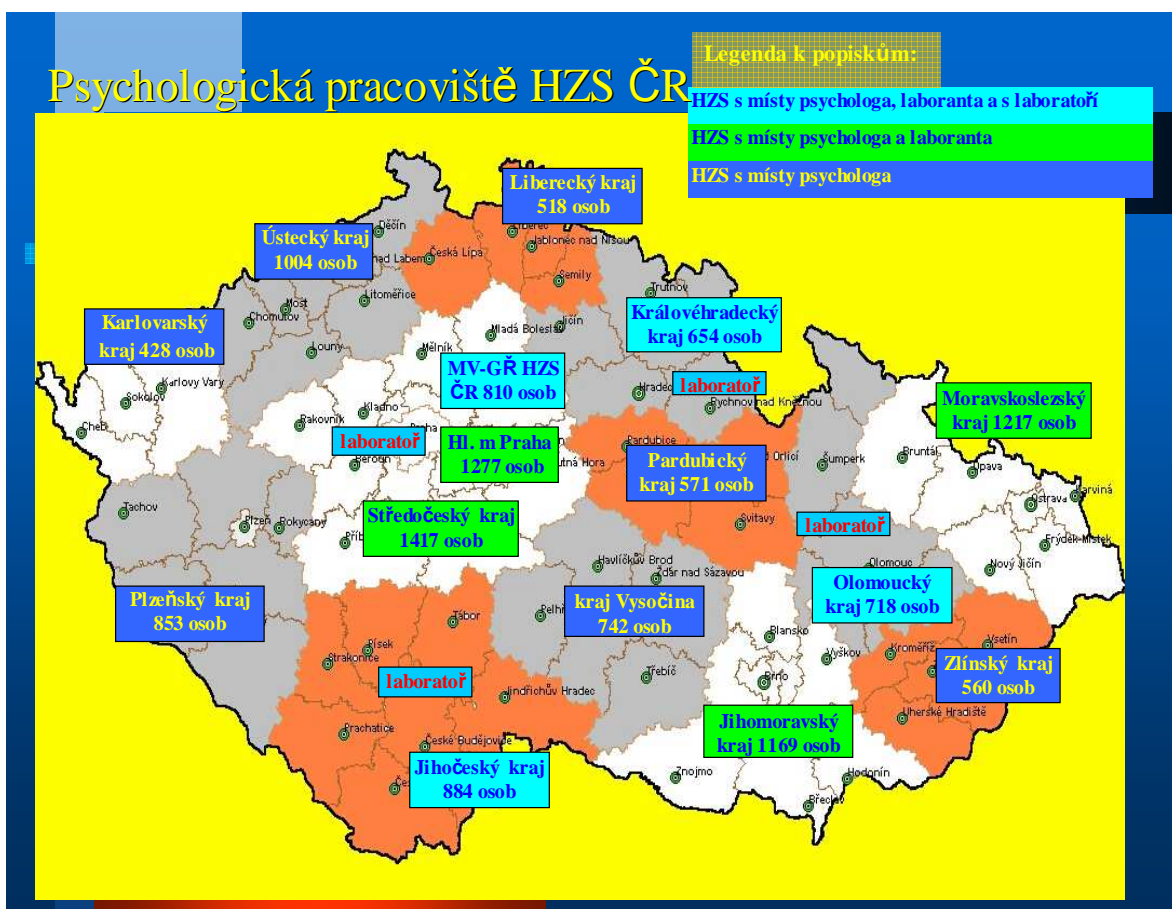 Psychologická pracoviště HZS ČR
Legenda k popiskům:
HZS s místy psychologa, laboranta a s laboratoří
HZS s místy psychologa a laboranta
HZS s místy psychologa
Liberecký kraj
518 osob
Ústecký kraj
1004 osob
Karlovarský
kraj 428 osob
Královéhradecký
kraj 654 osob
MV-GŘ HZS
ČR 810 osob
laboratoř
Moravskoslezský
kraj 1217 osob
laboratoř
Hl. m Praha
1277 osob
Pardubický
kraj 571 osob
Středočeský kraj
1417 osob
laboratoř
Olomoucký
kraj 718 osob
Plzeňský kraj
853 osob
kraj Vysočina
742 osob
Zlínský kraj
560 osob
laboratoř
Jihomoravský
kraj 1169 osob
Jihočeský kraj
884 osob
Děčín
nad Labem
Česká Lípa
Jablonec nad Nisou
Semily
Trutnov
Most
Chomutov
Litoměřice
Louny
Mělník
Mladá Boleslav
Jičín
Hradec
Rychnov nad Kněžnou
Karlovy Vary
Sokolov
Cheb
Rakovník
Kladno
Beroun
utná Hora
Pardubice
Orlicí
Šumperk
Bruntál
Opava
Ostrava
Karviná
Frýdek-Místek
Nový Jičín
Tachov
Plzeň
Rokycany
Svitavy
Havlíčkův Brod
Žďár nad Sázavou
Olomouc
Tábor
Písek
Strakonice
Jindřichův Hradec
Třebíč
Blansko
Vyškov
Brno
Kroměříž
Vsetín
Uherské Hradiště
Prachatice
České Budějovice
Znojmo
Hodonín
Břeclav